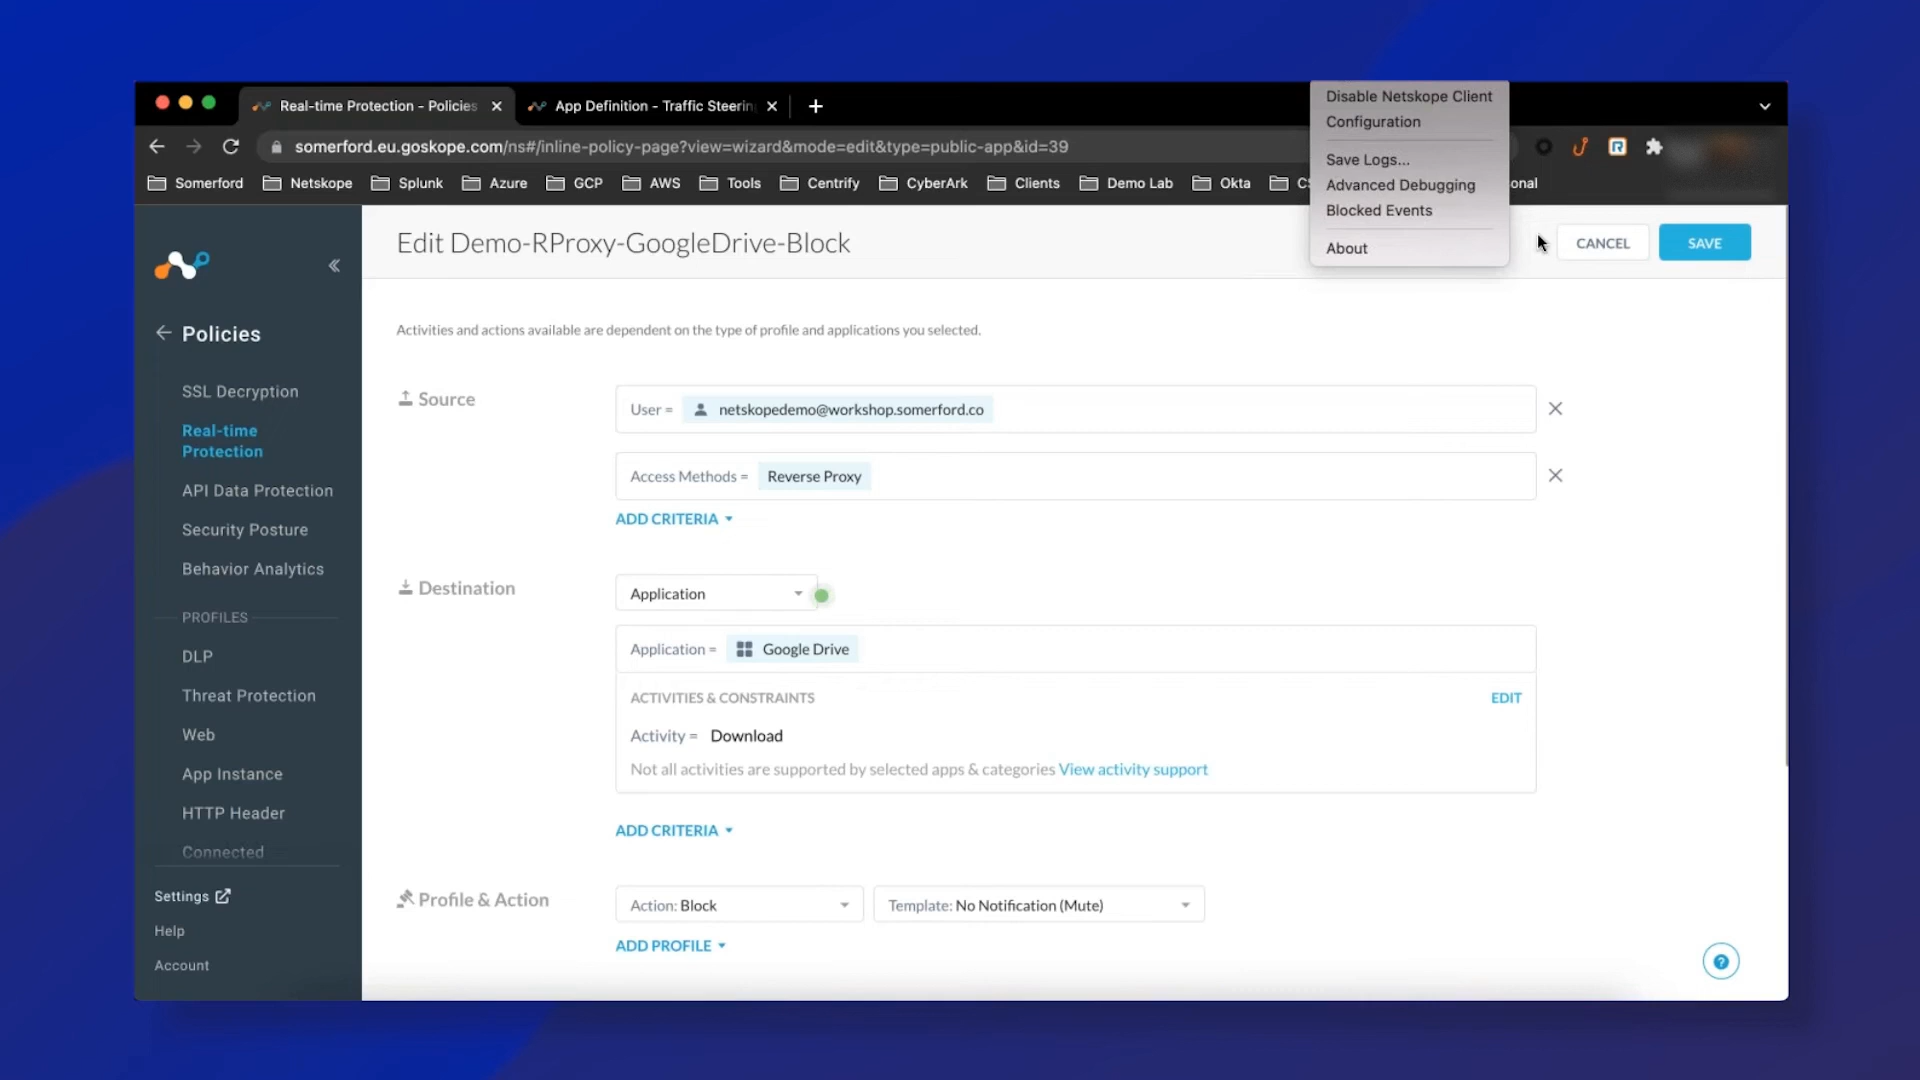 Real-time Protection - Policies
App Definition - Traffic Steerin
somerford.eu.goskope.com/ns#/inline-policy-page?view=wizard&mode=edit&type=public-app&id=39
Somerford
Netskope
Splunk
Azure
GCP
AWS
Tools
Centrify
CyberArk
Clients
Demo Lab
Okta
onal
Disable Netskope Client
Configuration
Save Logs...
Advanced Debugging
Blocked Events
About
Edit Demo-RProxy-GoogleDrive-Block
CANCEL
SAVE
Policies
SSL Decryption
Real-time
Protection
API Data Protection
Security Posture
Behavior Analytics
PROFILES
DLP
Threat Protection
Web
App Instance
HTTP Header
Connected
Settings
Help
Account
Activities and actions available are dependent on the type of profile and applications you selected.
Source
User = netskopedemo@workshop.somerford.co
Access Methods = Reverse Proxy
ADD CRITERIA
Destination
Application
Application = Google Drive
ACTIVITIES & CONSTRAINTS
EDIT
Activity = Download
Not all activities are supported by selected apps & categories View activity support
ADD CRITERIA
Profile & Action
Action: Block
Template: No Notification (Mute)
ADD PROFILE